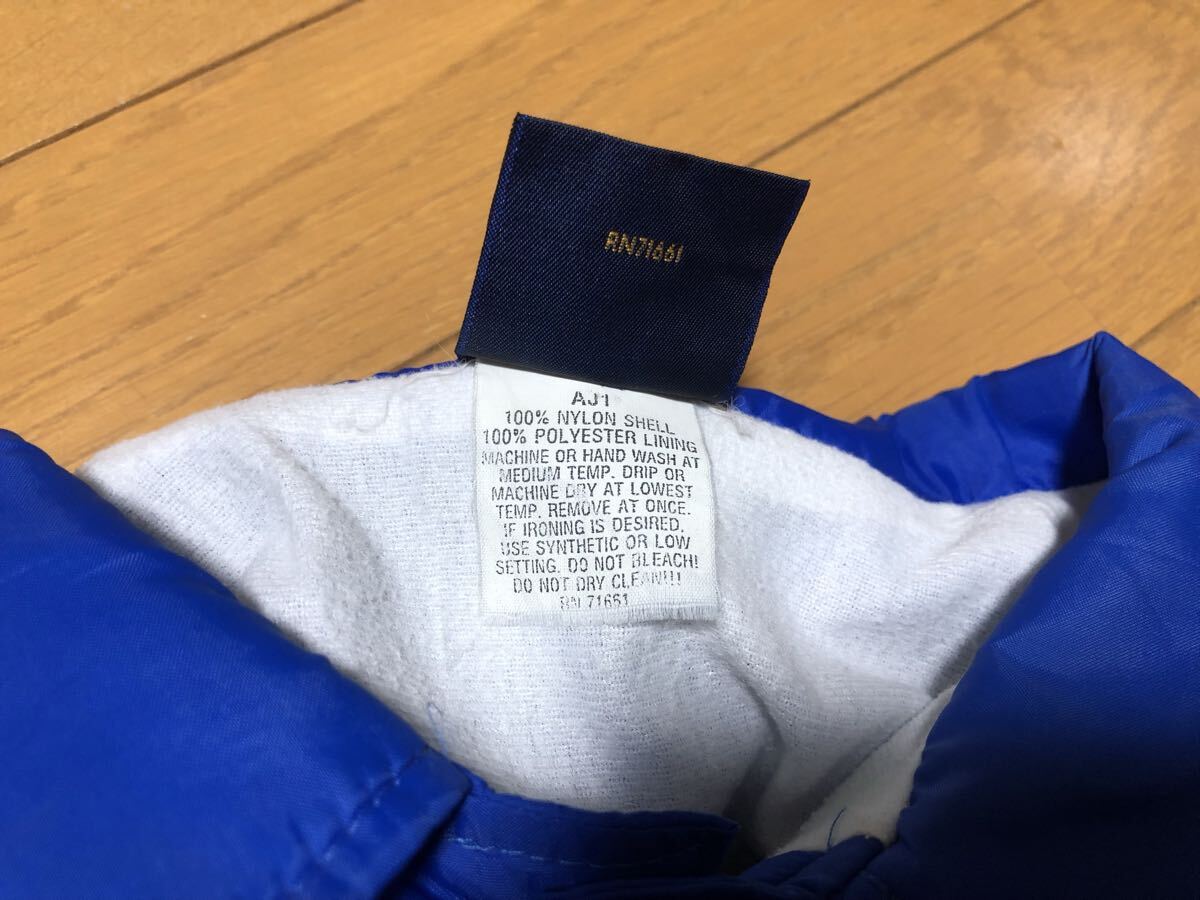 RN71661
AJ1
100% NYLON SHELL
100% POLYESTER LINING
MACHINE OR HAND WASH AT
MEDIUM TEMP. DRIP OR
MACHINE DRY AT LOWEST
TEMP. REMOVE AT ONCE.
IF IRONING IS DESIRED,
USE SYNTHETIC OR LOW
SETTING. DO NOT BLEACH!
DO NOT DRY CLEAN!!!
RN 71661